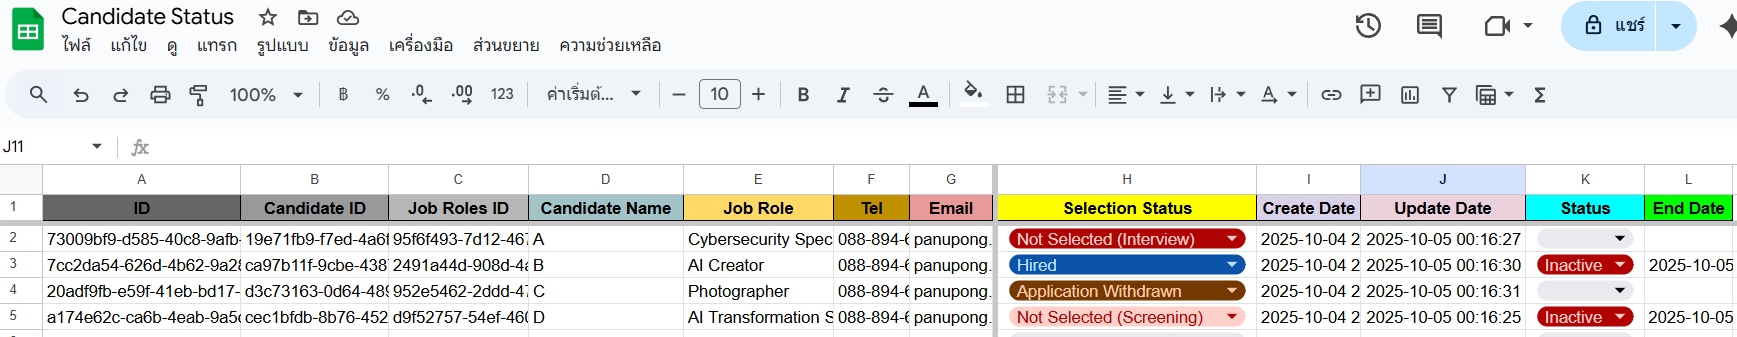 Candidate Status
ไฟล์ แก้ไข ดู แทรก รูปแบบ ข้อมูล เครื่องมือ ส่วนขยาย ความช่วยเหลือ
แชร์
100% ฿ % .0 .00 123 ค่าเริ่มต้... 10 B I S A Σ
J11 fx
A B C D E F G H I J K L
1 ID Candidate ID Job Roles ID Candidate Name Job Role Tel Email Selection Status Create Date Update Date Status End Date
2 73009bf9-d585-40c8-9afb- 19e71fb9-f7ed-4a6f 95f6f493-7d12-467 A Cybersecurity Spec 088-894-6 panupong. Not Selected (Interview) 2025-10-04 2 2025-10-05 00:16:27
3 7cc2da54-626d-4b62-9a28 ca97b11f-9cbe-438 2491a44d-908d-4a B AI Creator 088-894-6 panupong. Hired 2025-10-04 2 2025-10-05 00:16:30 Inactive 2025-10-05
4 20adf9fb-e59f-41eb-bd17- d3c73163-0d64-489 952e5462-2ddd-47 C Photographer 088-894-6 panupong. Application Withdrawn 2025-10-04 2 2025-10-05 00:16:31
5 a174e62c-ca6b-4eab-9a5c cec1bfdb-8b76-452 d9f52757-54ef-460 D AI Transformation S 088-894-6 panupong. Not Selected (Screening) 2025-10-04 2 2025-10-05 00:16:25 Inactive 2025-10-05